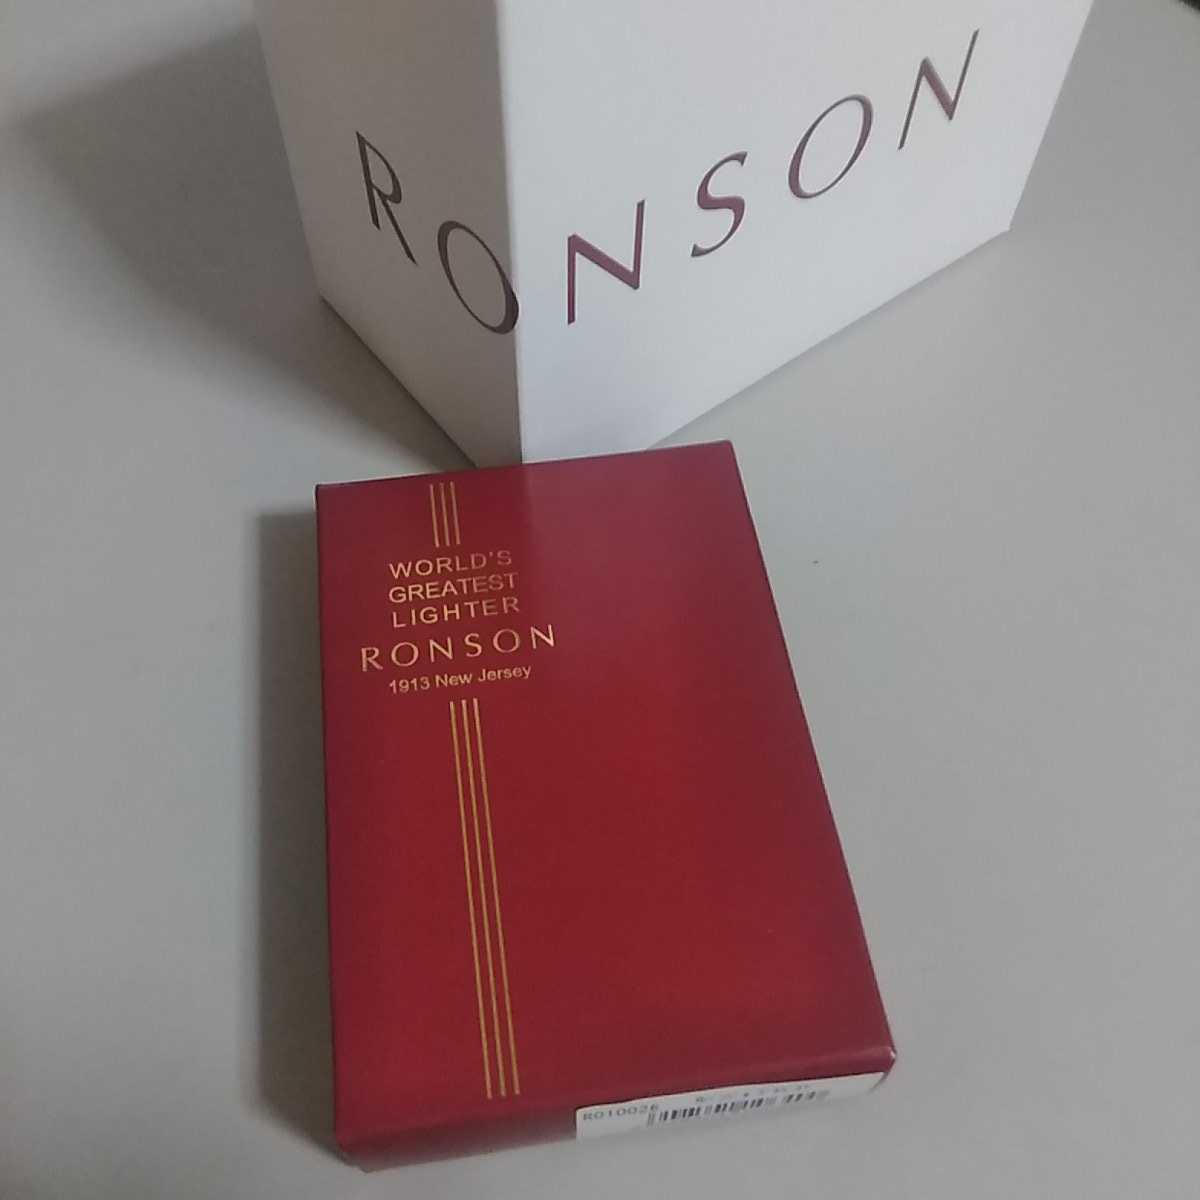 RONSON
WORLD'S
GREATEST
LIGHTER
RONSON
1913 New Jersey
R010026